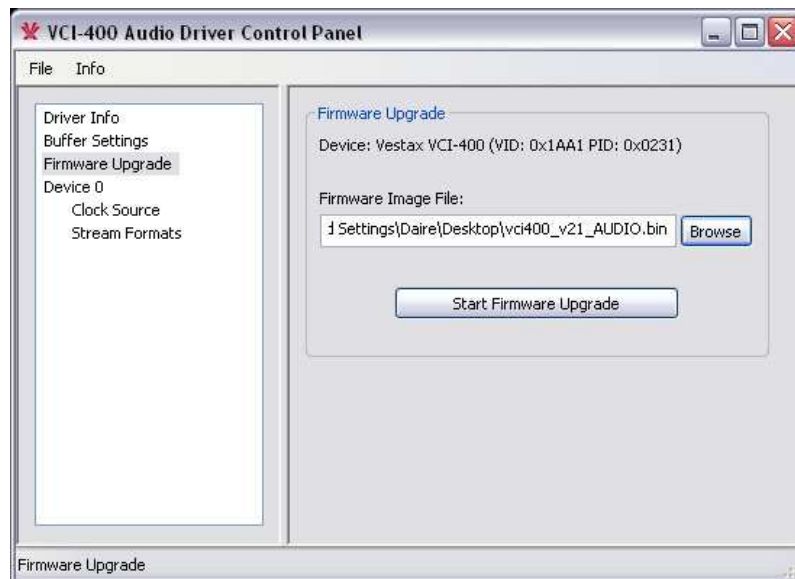 VCI-400 Audio Driver Control Panel
File Info
Driver Info
Buffer Settings
Firmware Upgrade
Device 0
Clock Source
Stream Formats
Firmware Upgrade
Device: Vestax VCI-400 (VID: 0x1AA1 PID: 0x0231)
Firmware Image File:
d Settings\Daire\Desktop\vci400_v21_AUDIO.bin Browse
Start Firmware Upgrade
Firmware Upgrade